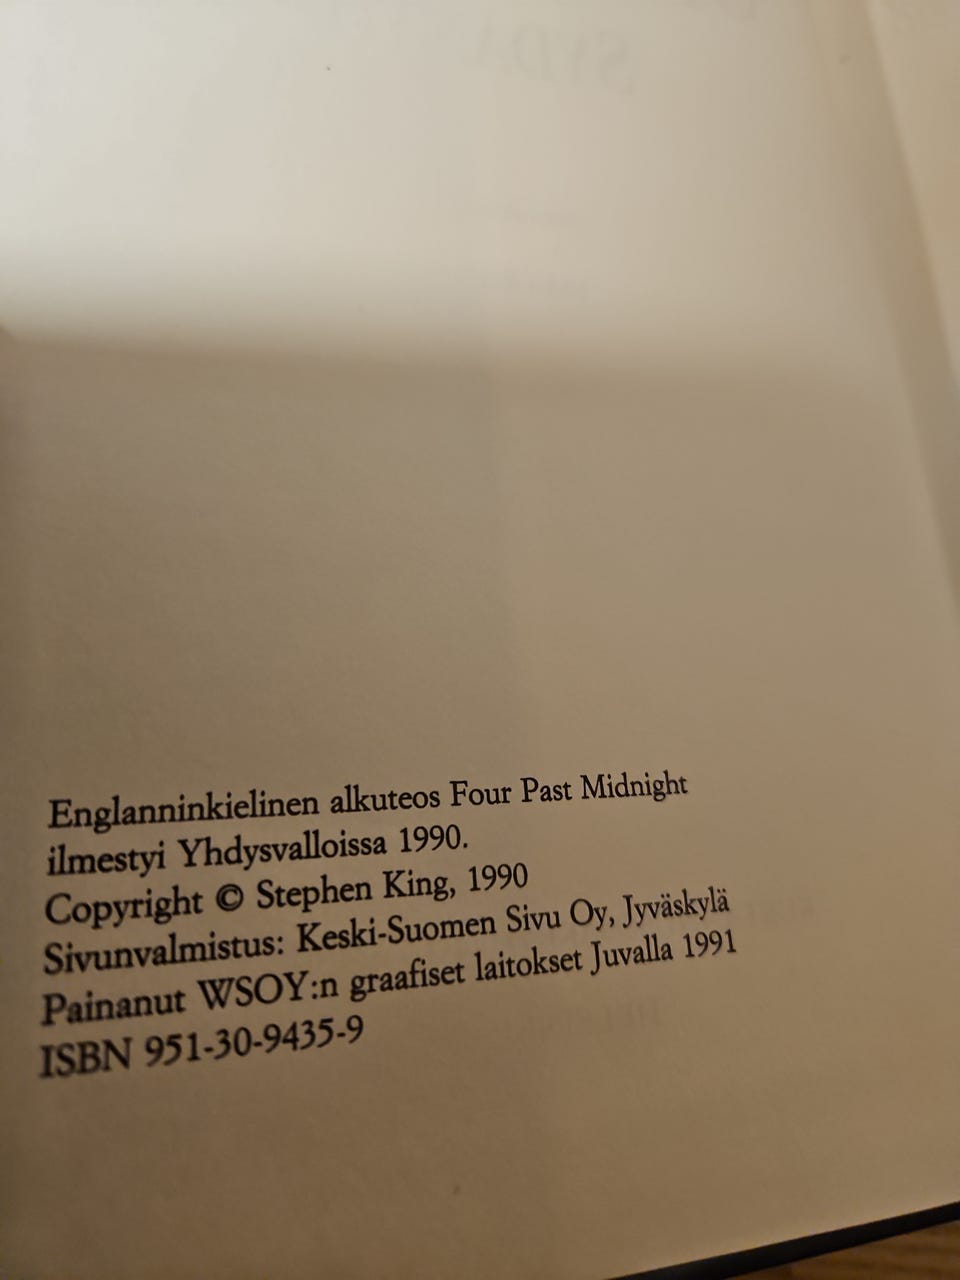 Englanninkielinen alkuteos Four Past Midnight
ilmestyi Yhdysvalloissa 1990.
Copyright © Stephen King, 1990
Sivunvalmistus: Keski-Suomen Sivu Oy, Jyväskylä
Painanut WSOY:n graafiset laitokset Juvalla 1991
ISBN 951-30-9435-9